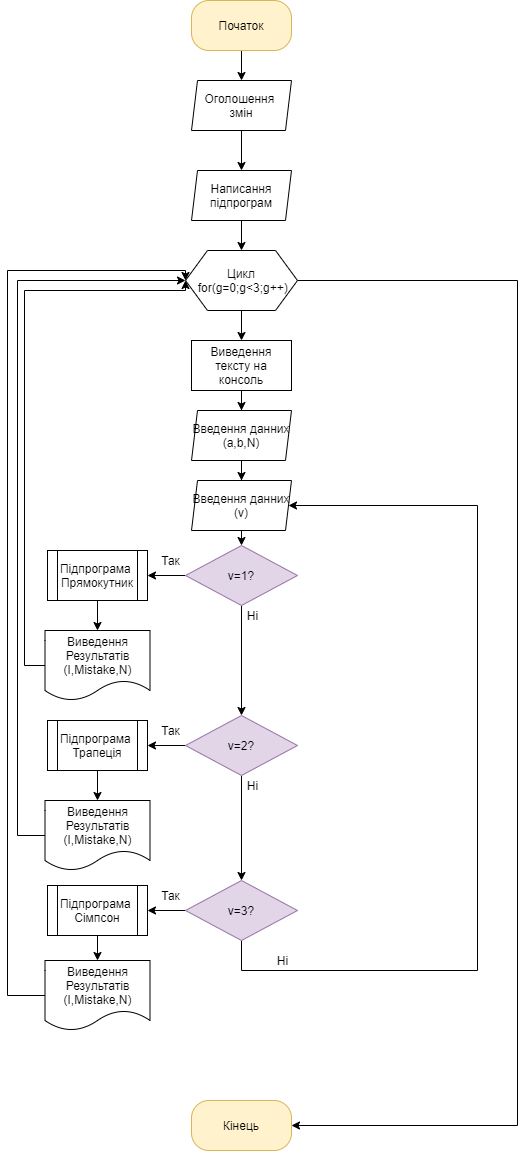 Початок
Оголошення
змін
Написання
підпрограм
Цикл
for(g=0;g<3;g++)
Виведення
тексту на
консоль
Введення данних
(a,b,N)
Введення данних
(v)
v=1?
Так
Підпрограма
Прямокутник
Ні
Виведення
Результатів
(I,Mistake,N)
v=2?
Так
Підпрограма
Трапеція
Ні
Виведення
Результатів
(I,Mistake,N)
v=3?
Так
Підпрограма
Сімпсон
Ні
Виведення
Результатів
(I,Mistake,N)
Кінець